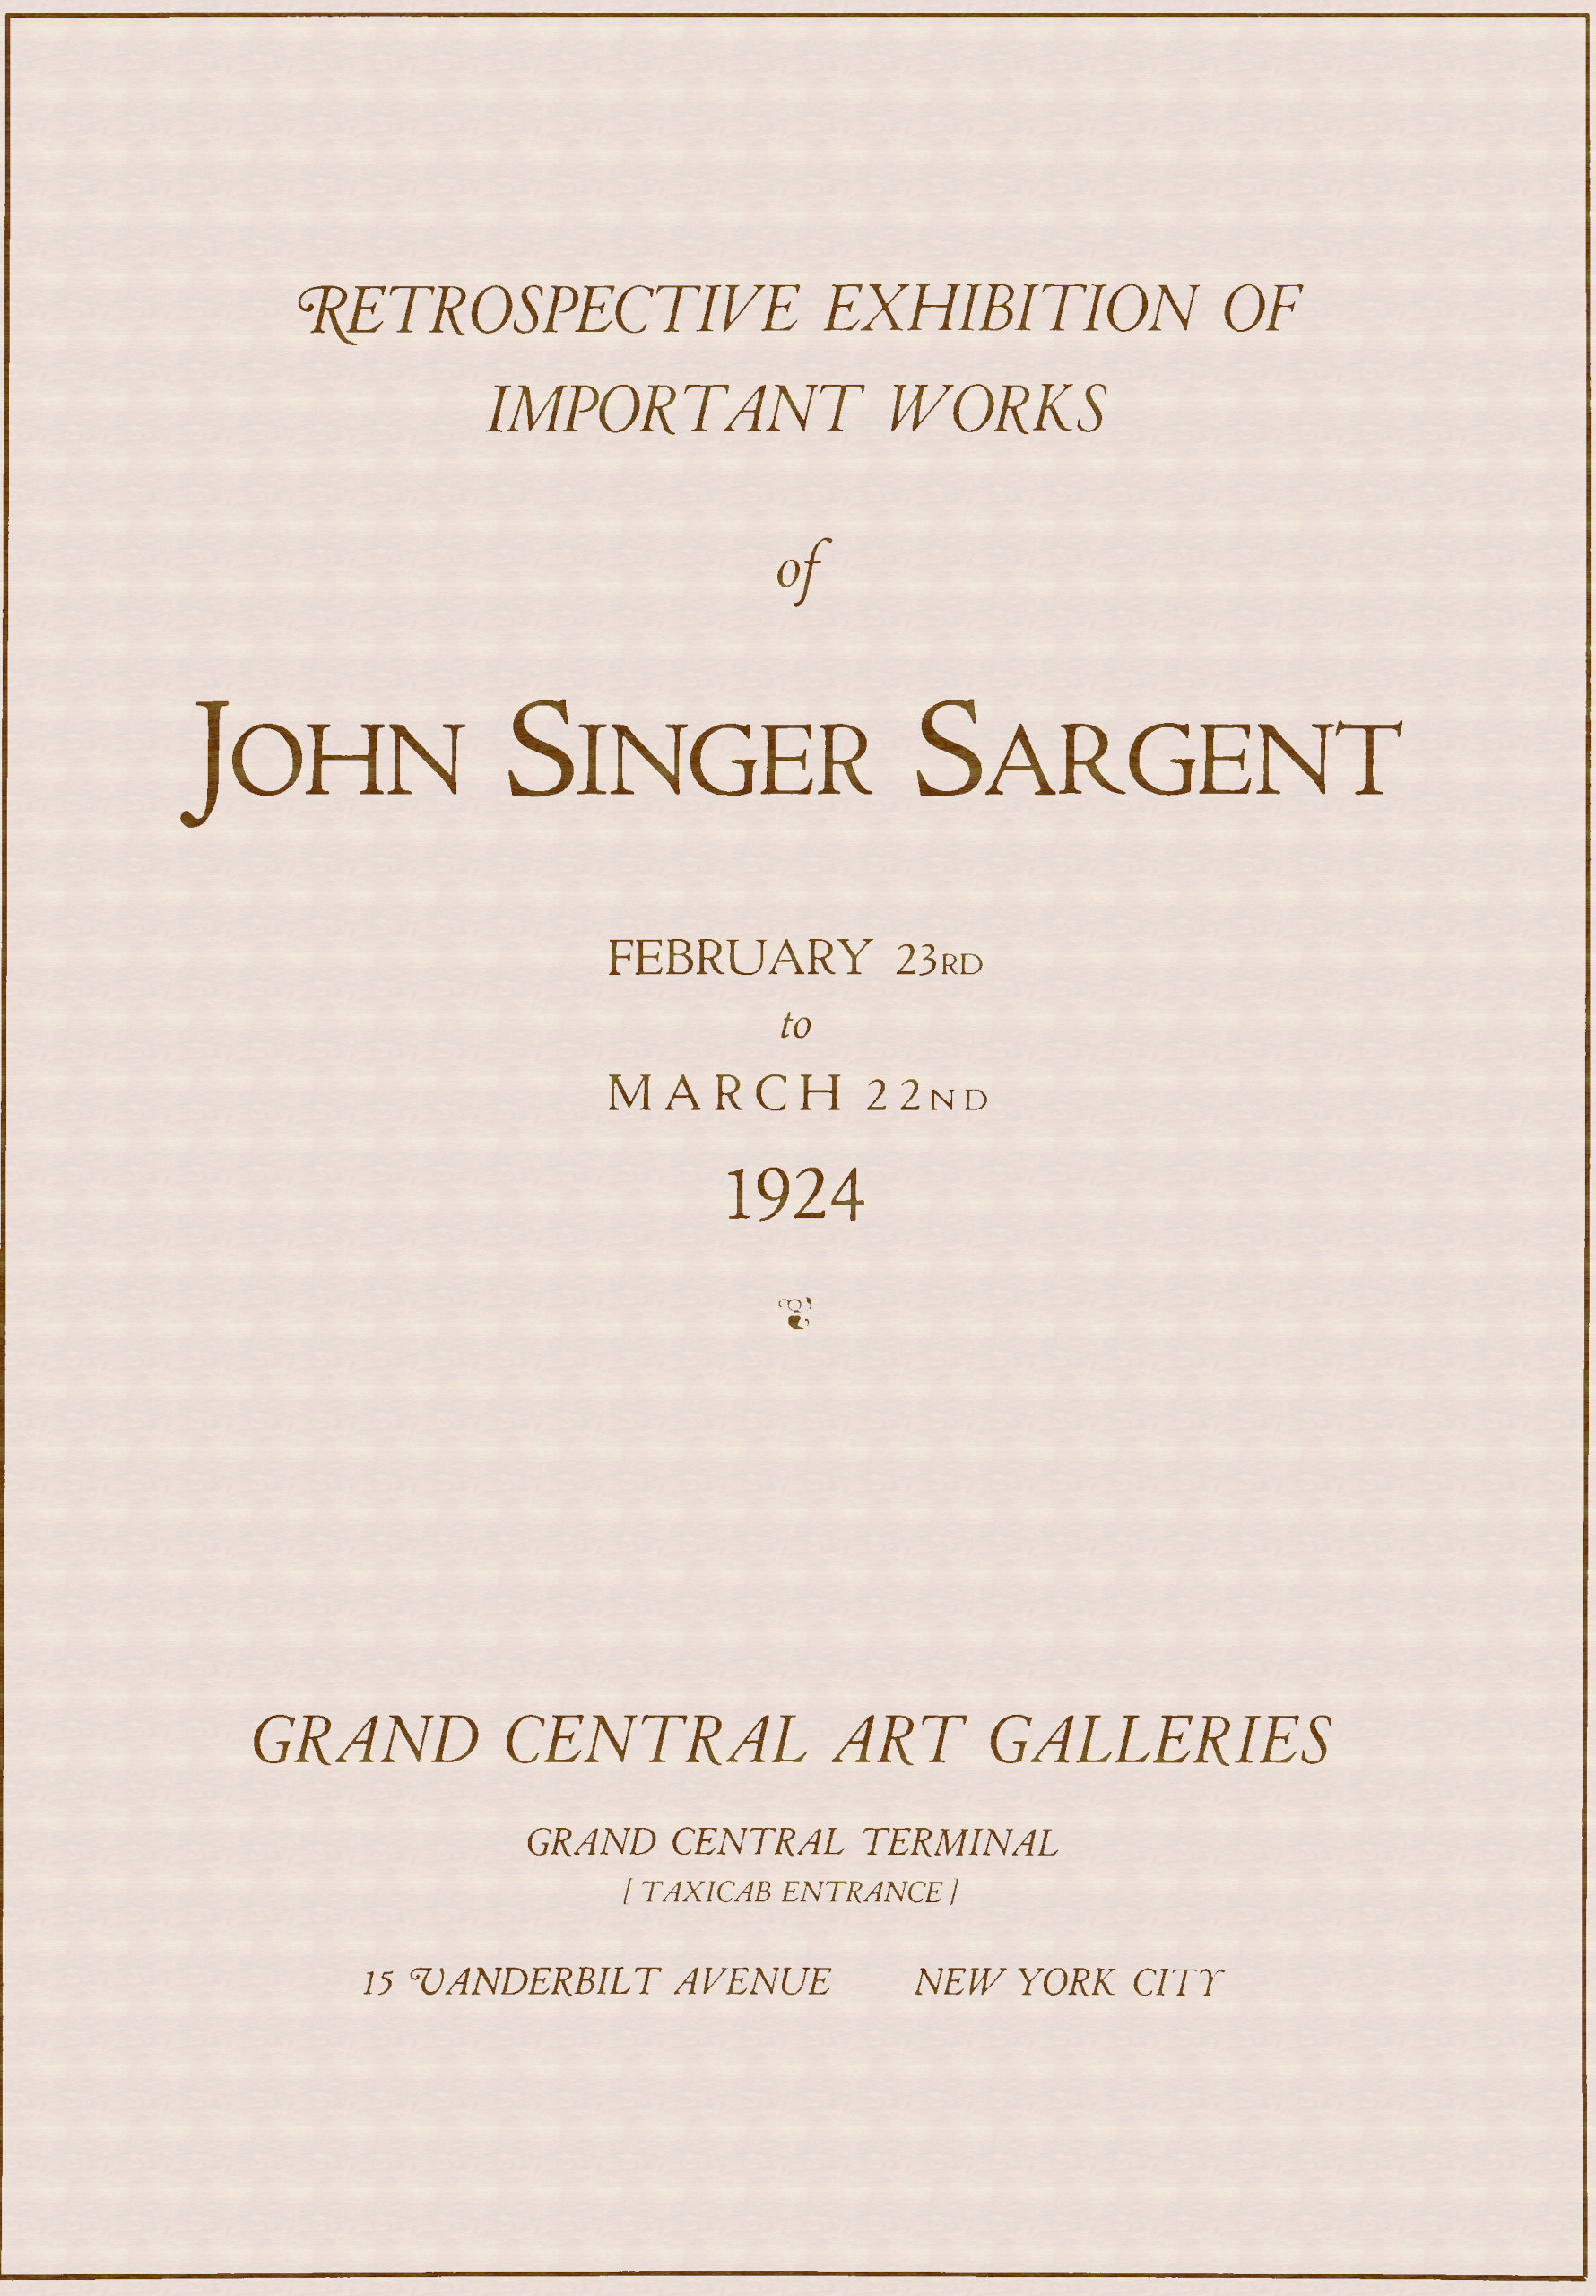 RETROSPECTIVE EXHIBITION OF
IMPORTANT WORKS
of
JOHN SINGER SARGENT
FEBRUARY 23RD
to
MARCH 22ND
1924
GRAND CENTRAL ART GALLERIES
GRAND CENTRAL TERMINAL
[ TAXICAB ENTRANCE ]
15 VANDERBILT AVENUE NEW YORK CITY